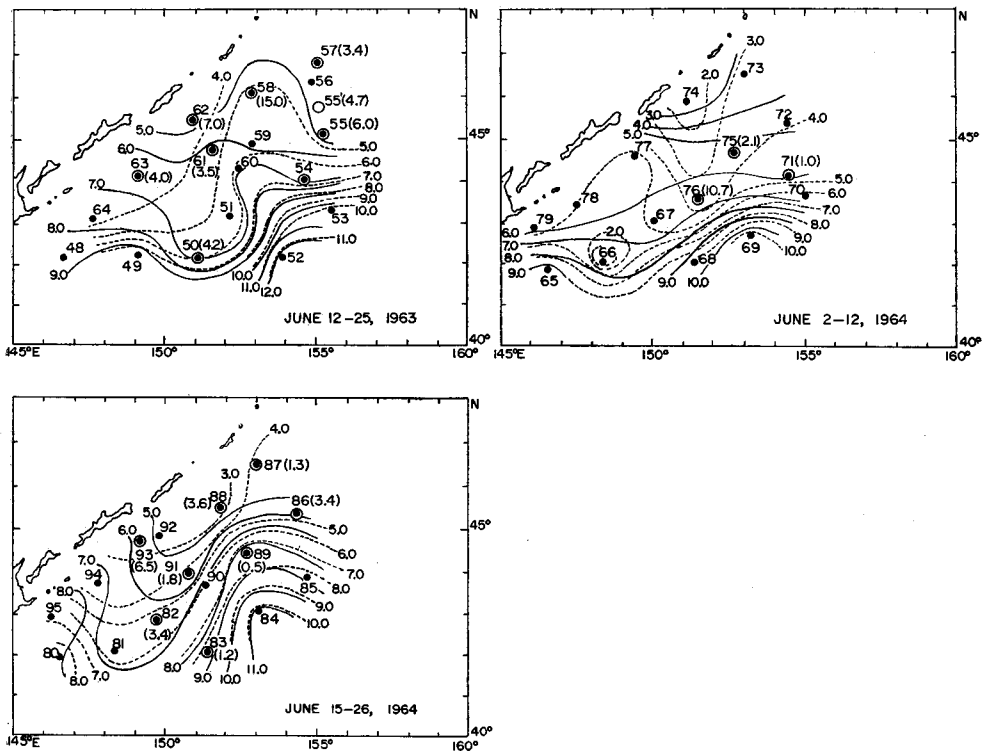 145° 150° 155° 160° N
57(3.4)
4.0 56
58
(15.0) 55'(4.7)
62
(7.0) 55(6.0)
5.0 45°
59 5.0
6.0 61 60 54 6.0
63 (3.5) 7.0
(4.0) 8.0
7.0 9.0
64 51 53 10.0
8.0
48 50(4.2) 11.0
49 52
9.0 10.0
11.0
12.0
JUNE 12–25, 1963
40°
145°E 150° 155° 160°
145° 150° 155° 160° N
3.0
2.0 73
74
3.0 72
4.0 4.0
5.0 45°
77 75(2.1)
71(1.0)
76(10.7) 70 5.0
78 6.0
67 7.0
79
6.0 8.0
7.0 2.0 69 9.0
8.0 66 68 10.0
9.0 65 9.0
10.0
JUNE 2–12, 1964
40°
145°E 150° 155° 160°
N
4.0
87(1.3)
3.0
88
(3.6) 86(3.4)
5.0
92 5.0
6.0 45°
93 89 6.0
(6.5) 91 (0.5)
7.0 (1.8) 90 7.0
94 85 8.0
8.0
95 82 9.0
(3.4) 84 10.0
81 83
80 (1.2)
7.0 8.0
8.0 9.0 10.0 11.0
JUNE 15–26, 1964
40°
145°E 150° 155° 160°